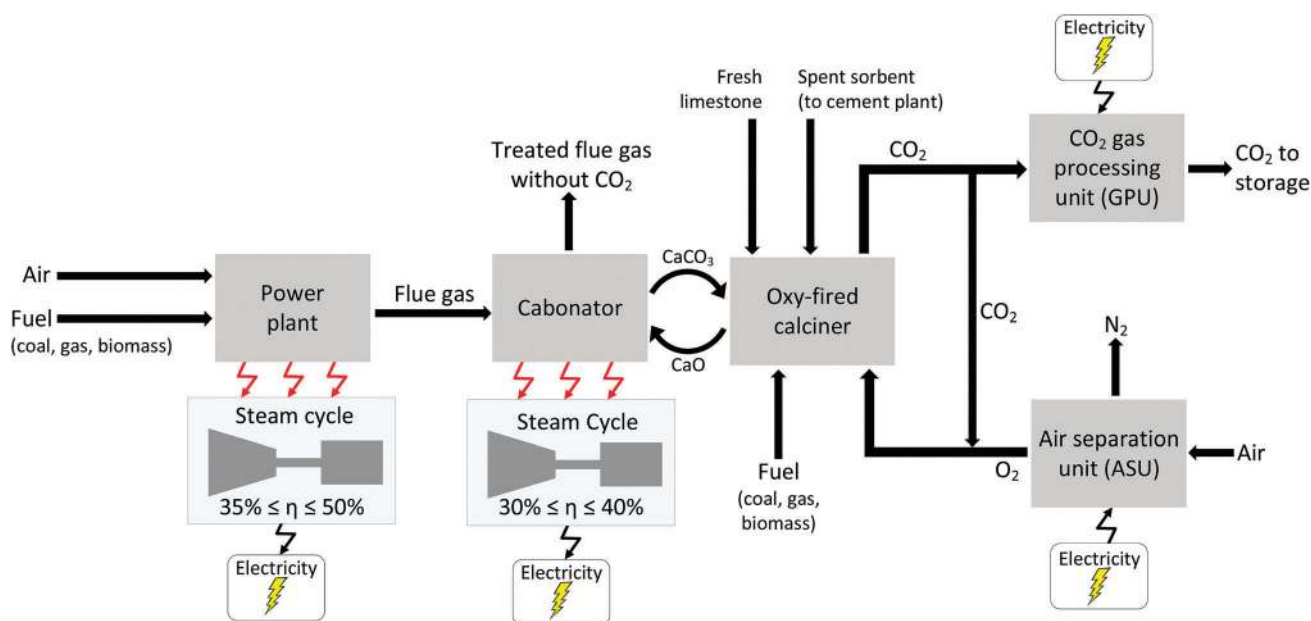 Electricity
Fresh
limestone
Spent sorbent
(to cement plant)
CO₂ gas
processing
unit (GPU)
CO₂ to
storage
CO₂
Treated flue gas
without CO₂
Air
Fuel
(coal, gas, biomass)
Power
plant
Flue gas
Cabonator
CaCO₃
CaO
Oxy-fired
calciner
CO₂
N₂
Steam cycle
35% ≤ η ≤ 50%
Steam Cycle
30% ≤ η ≤ 40%
Fuel
(coal, gas,
biomass)
O₂
Air separation
unit (ASU)
Air
Electricity
Electricity
Electricity